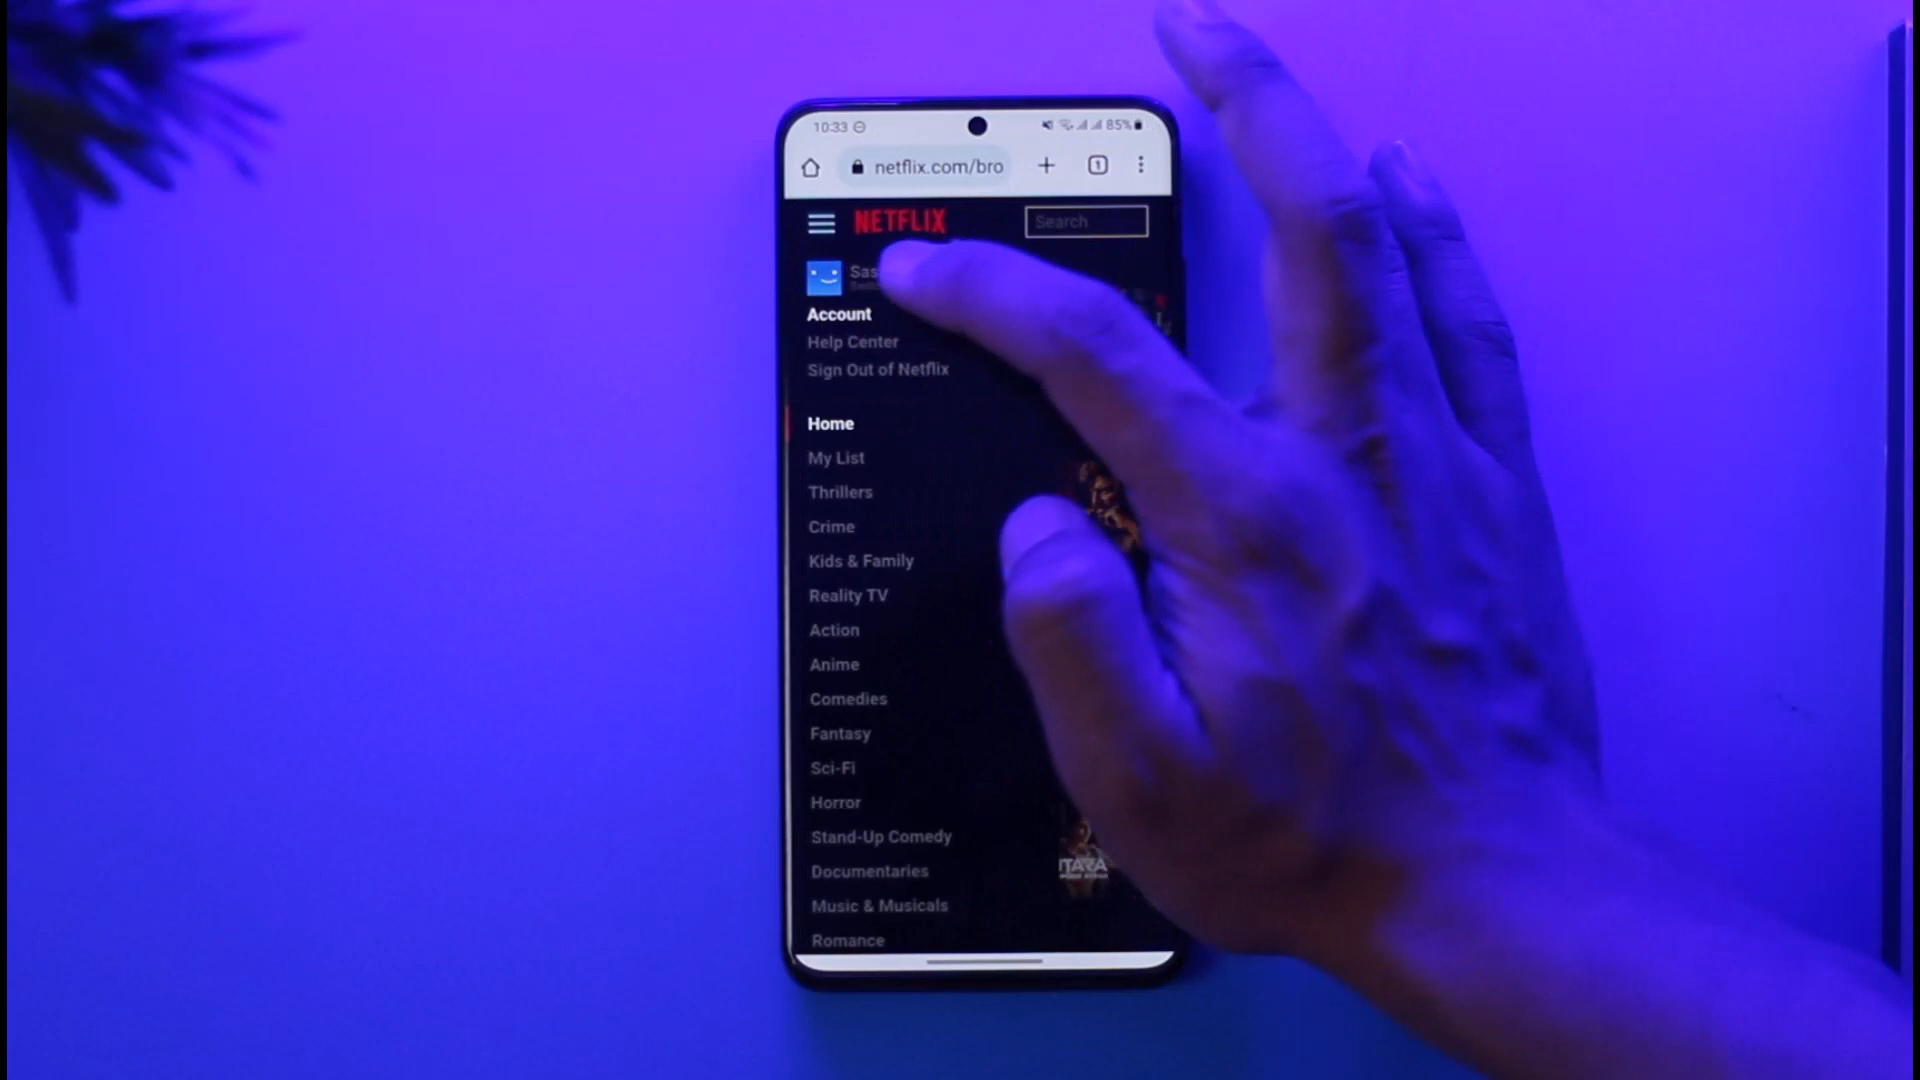 10:33 85%
netflix.com/bro 1
NETFLIX Search
Sas
Account
Help Center
Sign Out of Netflix
Home
My List
Thrillers
Crime
Kids & Family
Reality TV
Action
Anime
Comedies
Fantasy
Sci-Fi
Horror
Stand-Up Comedy
Documentaries
Music & Musicals
Romance